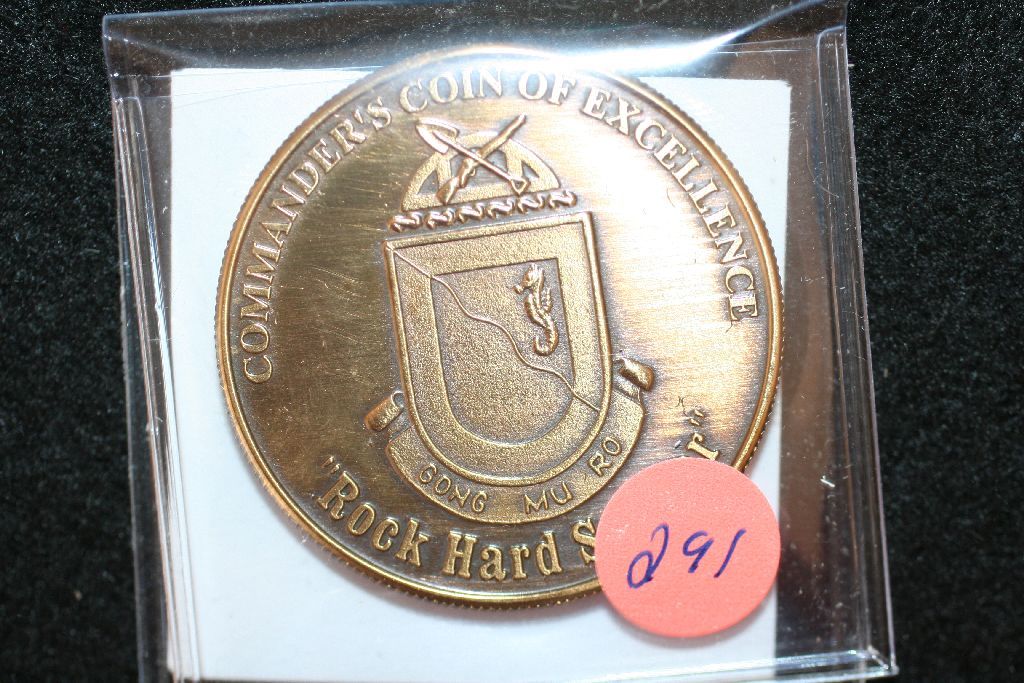 COMMANDER'S COIN OF EXCELLENCE
GONG MU RO
"Rock Hard
291